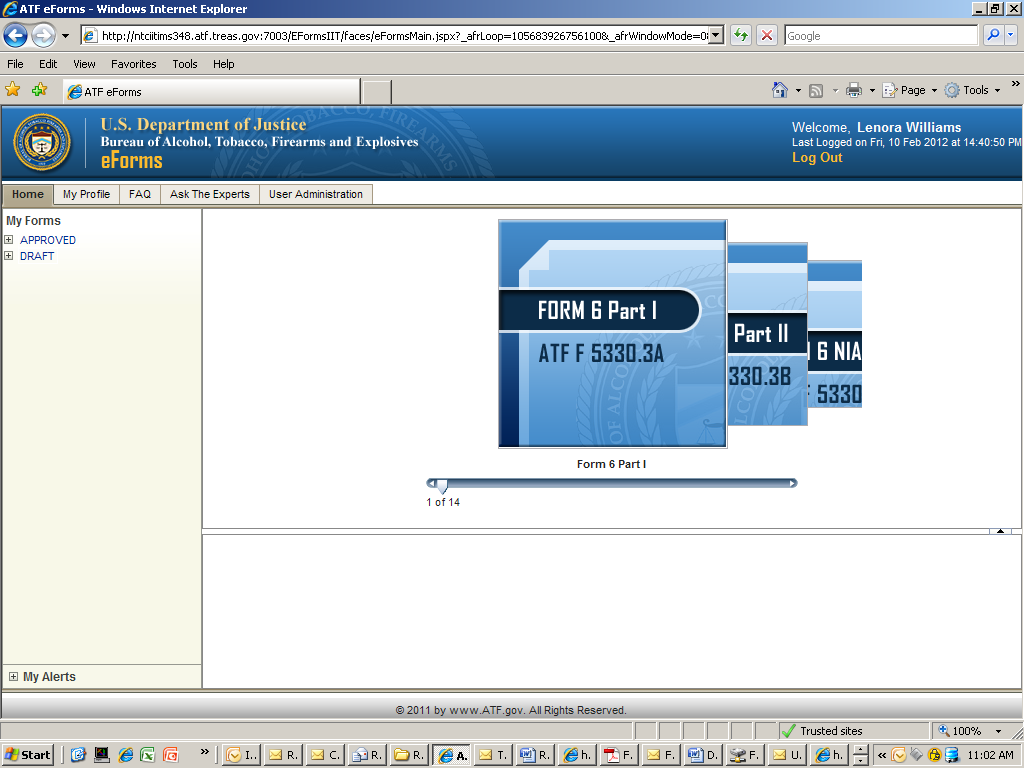 ATF eForms - Windows Internet Explorer
http://ntciitims348.atf.treas.gov:7003/EFormsIIT/faces/eFormsMain.jspx?_afrLoop=105683926756100&_afrWindowMode=0
Google
File Edit View Favorites Tools Help
ATF eForms
Page Tools
U.S. Department of Justice
Bureau of Alcohol, Tobacco, Firearms and Explosives
eForms
Welcome, Lenora Williams
Last Logged on Fri, 10 Feb 2012 at 14:40:50 PM
Log Out
Home My Profile FAQ Ask The Experts User Administration
My Forms
APPROVED
DRAFT
FORM 6 Part I
ATF F 5330.3A
Part II
330.3B
6 NIA
5330
Form 6 Part I
1 of 14
My Alerts
© 2011 by www.ATF.gov. All Rights Reserved.
Trusted sites
100%
Start
I.. R. C. R. R. A. T. R. h. F. F. D. F. U. h.
11:02 AM